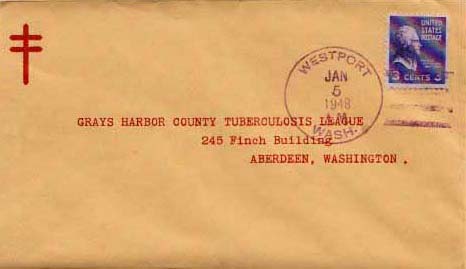 UNITED
STATES
POSTAGE
3 CENTS 3
WESTPORT
JAN
5
1948
A.M.
WASH.
GRAYS HARBOR COUNTY TUBERCULOSIS LEAGUE
245 Finch Building
ABERDEEN, WASHINGTON .